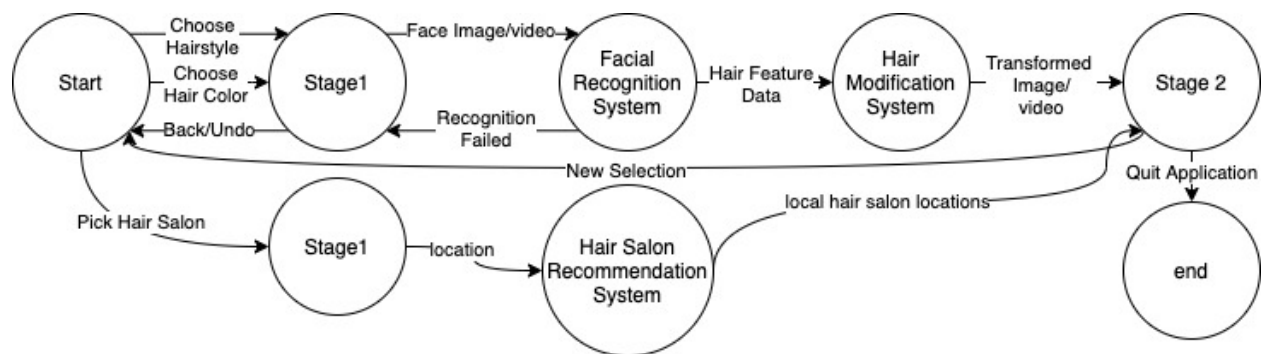 Choose
Hairstyle
Face Image/video
Start
Choose
Hair Color
Stage1
Facial
Recognition
System
Hair Feature
Data
Hair
Modification
System
Transformed
Image/
video
Stage 2
Back/Undo
Recognition
Failed
New Selection
Quit Application
Pick Hair Salon
Stage1
location
Hair Salon
Recommendation
System
local hair salon locations
end